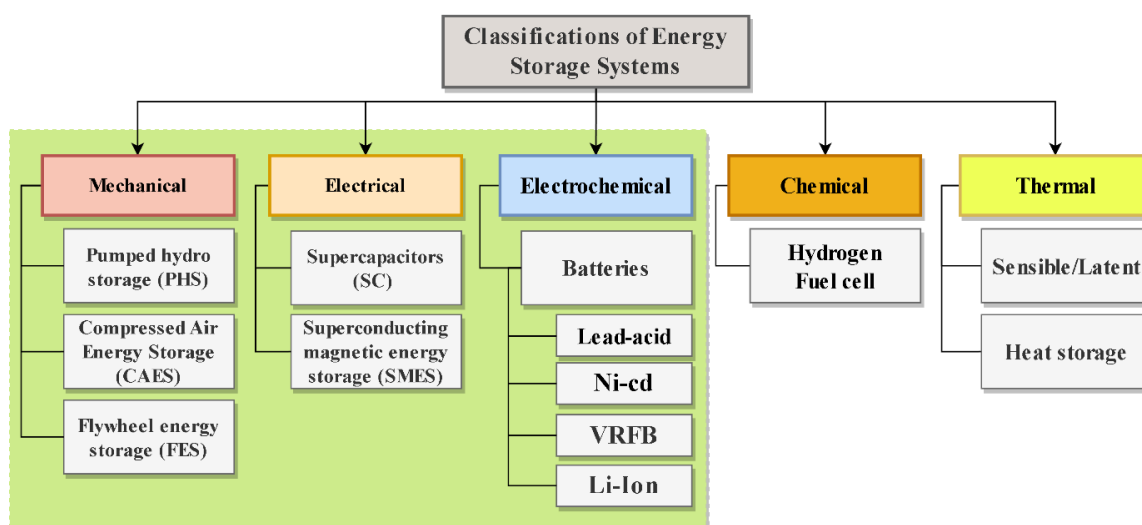 Classifications of Energy
Storage Systems
Mechanical
Electrical
Electrochemical
Chemical
Thermal
Pumped hydro
storage (PHS)
Compressed Air
Energy Storage
(CAES)
Flywheel energy
storage (FES)
Supercapacitors
(SC)
Superconducting
magnetic energy
storage (SMES)
Batteries
Lead-acid
Ni-cd
VRFB
Li-Ion
Hydrogen
Fuel cell
Sensible/Latent
Heat storage